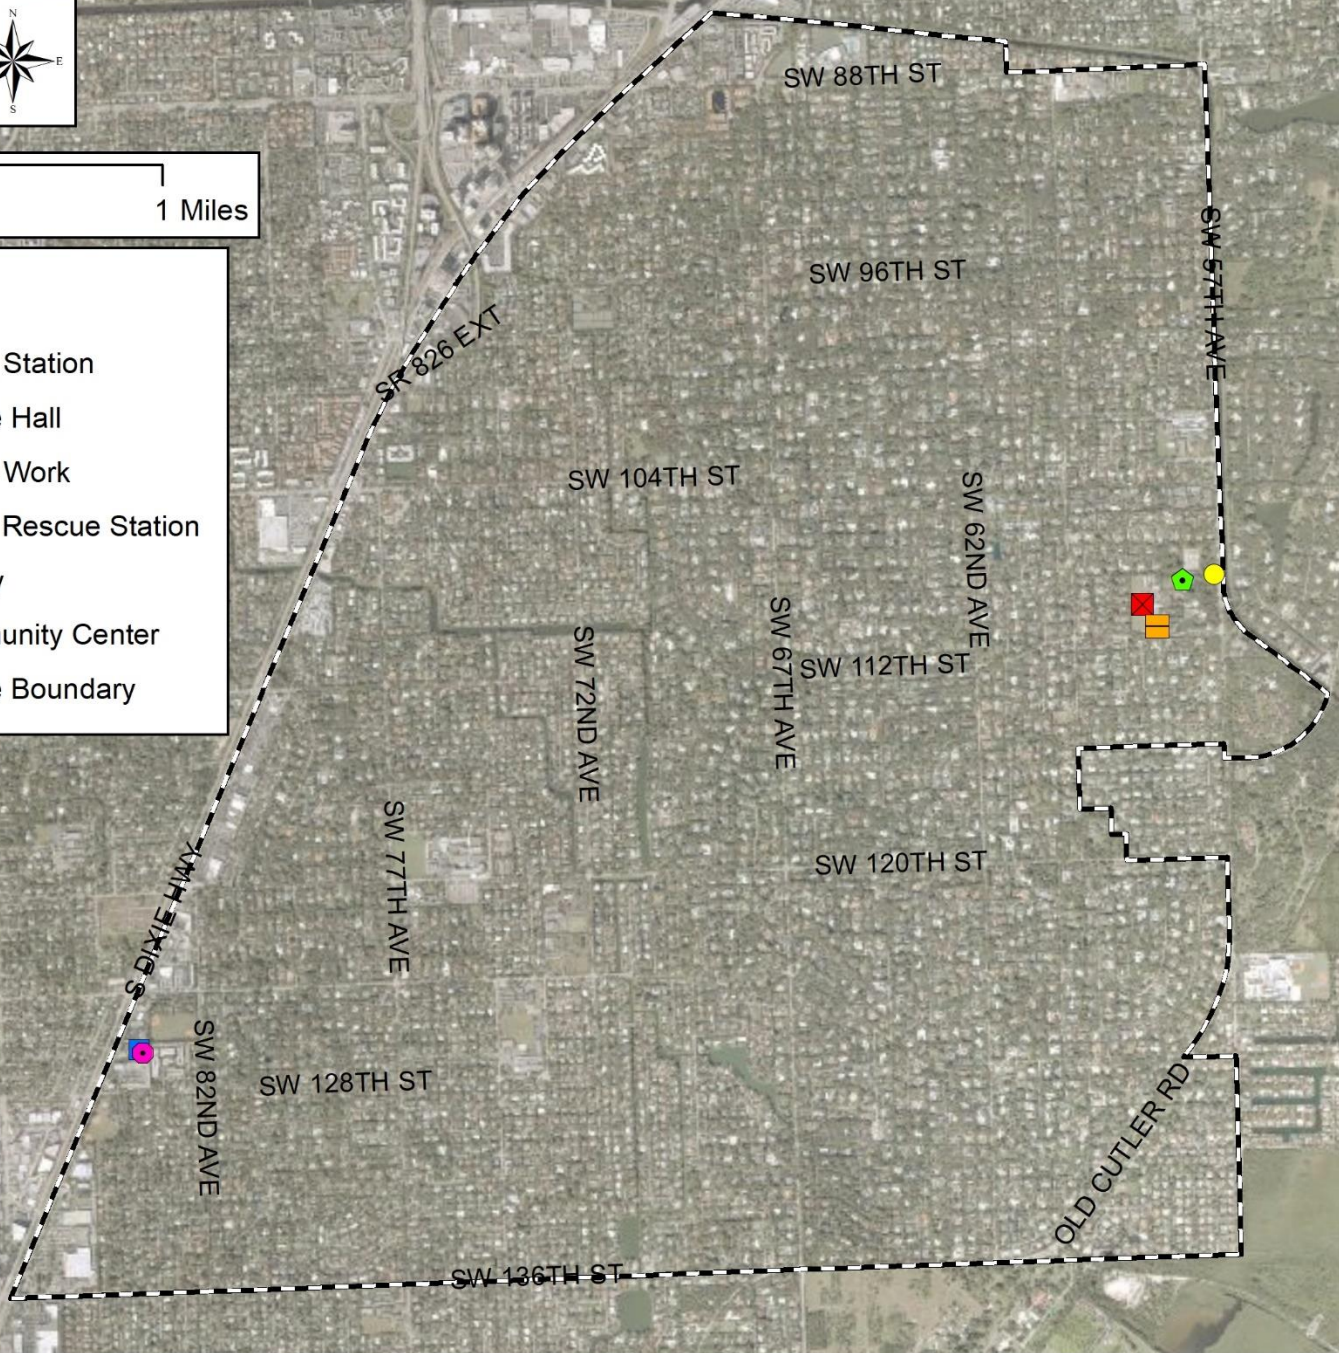 N
E
S
1 Miles
Station
e Hall
Work
Rescue Station
y
unity Center
e Boundary
SW 88TH ST
SW 96TH ST
SW 57TH AVE
SR 826 EXT
SW 104TH ST
SW 62ND AVE
SW 67TH AVE
SW 112TH ST
SW 72ND AVE
SW 77TH AVE
SW 120TH ST
S DIXIE HWY
SW 82ND AVE
SW 128TH ST
OLD CUTLER RD
SW 136TH ST